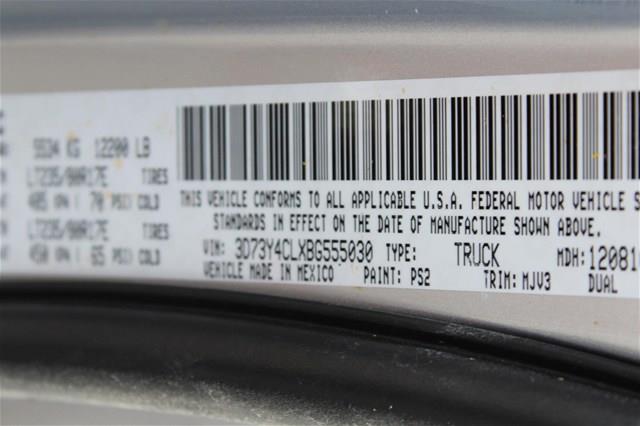 5534 KG 12200 LB
LT235/80R17E TIRES
485 KPA / 70 PSI COLD
LT235/80R17E TIRES
450 KPA / 65 PSI COLD
THIS VEHICLE CONFORMS TO ALL APPLICABLE U.S.A. FEDERAL MOTOR VEHICLE S
STANDARDS IN EFFECT ON THE DATE OF MANUFACTURE SHOWN ABOVE.
VIN: 3D73Y4CLXBG555030 TYPE: TRUCK MDH: 12081
VEHICLE MADE IN MEXICO PAINT: PS2 TRIM: MJV3 DUAL